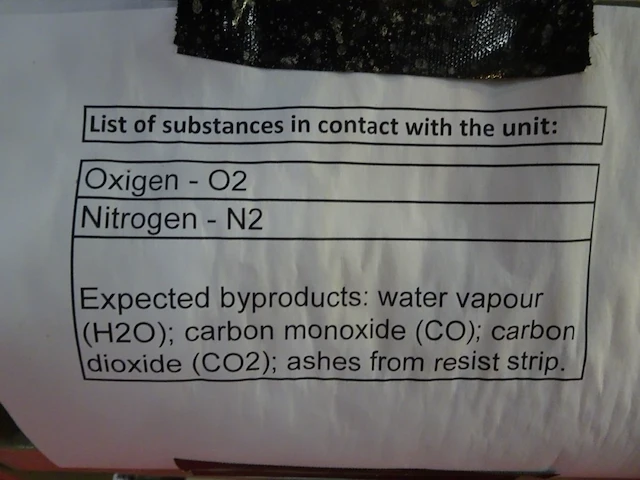 List of substances in contact with the unit:
Oxigen - O2
Nitrogen - N2
Expected byproducts: water vapour
(H2O); carbon monoxide (CO); carbon
dioxide (CO2); ashes from resist strip.